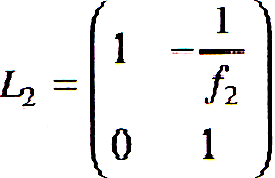 L₂ = ( 1  -1/f₂
0  1 )